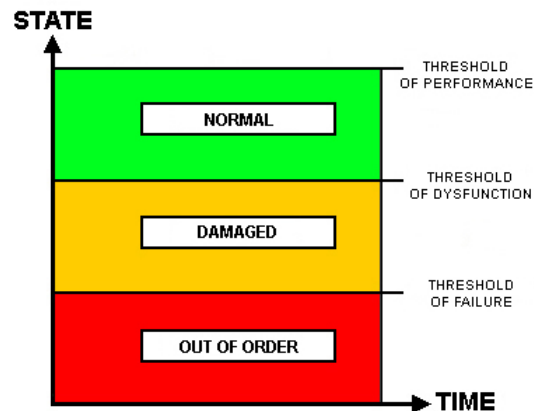 STATE
THRESHOLD
OF PERFORMANCE
NORMAL
THRESHOLD
OF DYSFUNCTION
DAMAGED
THRESHOLD
OF FAILURE
OUT OF ORDER
TIME